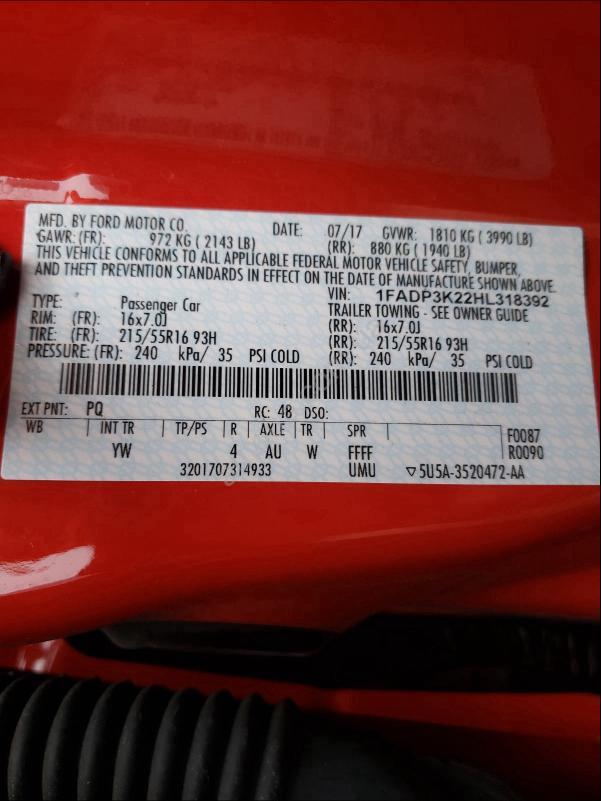 MFD. BY FORD MOTOR CO. DATE: 07/17 GVWR: 1810 KG ( 3990 LB)
GAWR: (FR): 972 KG ( 2143 LB) (RR): 880 KG ( 1940 LB)
THIS VEHICLE CONFORMS TO ALL APPLICABLE FEDERAL MOTOR VEHICLE SAFETY, BUMPER,
AND THEFT PREVENTION STANDARDS IN EFFECT ON THE DATE OF MANUFACTURE SHOWN ABOVE.
VIN: 1FADP3K22HL318392
TYPE: Passenger Car TRAILER TOWING - SEE OWNER GUIDE
RIM: (FR): 16x7.0J (RR): 16x7.0J
TIRE: (FR): 215/55R16 93H (RR): 215/55R16 93H
PRESSURE: (FR): 240 kPa/ 35 PSI COLD (RR): 240 kPa/ 35 PSI COLD
EXT PNT: PQ RC: 48 DSO:
WB INT TR TP/PS R AXLE TR SPR F0087
YW 4 AU W FFFF R0090
3201707314933 UMU ▽5U5A-3520472-AA